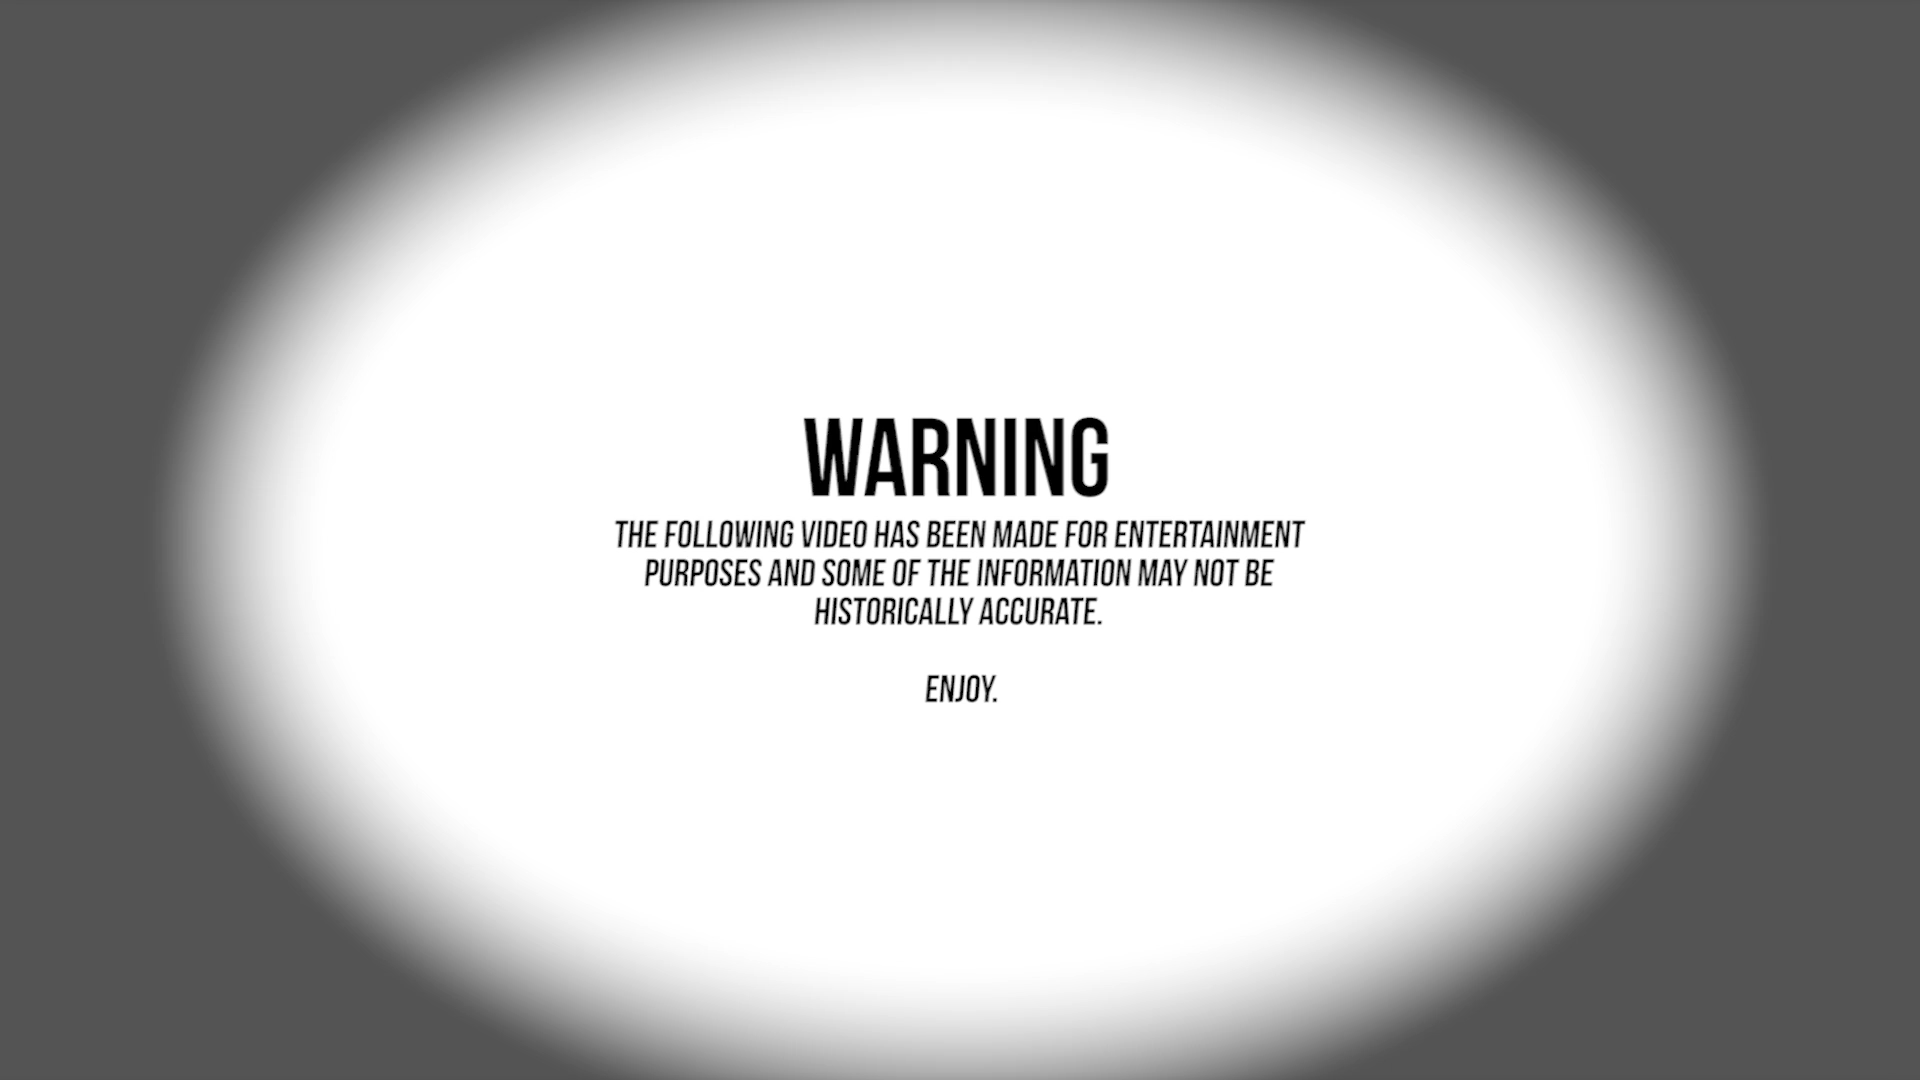 WARNING
THE FOLLOWING VIDEO HAS BEEN MADE FOR ENTERTAINMENT
PURPOSES AND SOME OF THE INFORMATION MAY NOT BE
HISTORICALLY ACCURATE.
ENJOY.